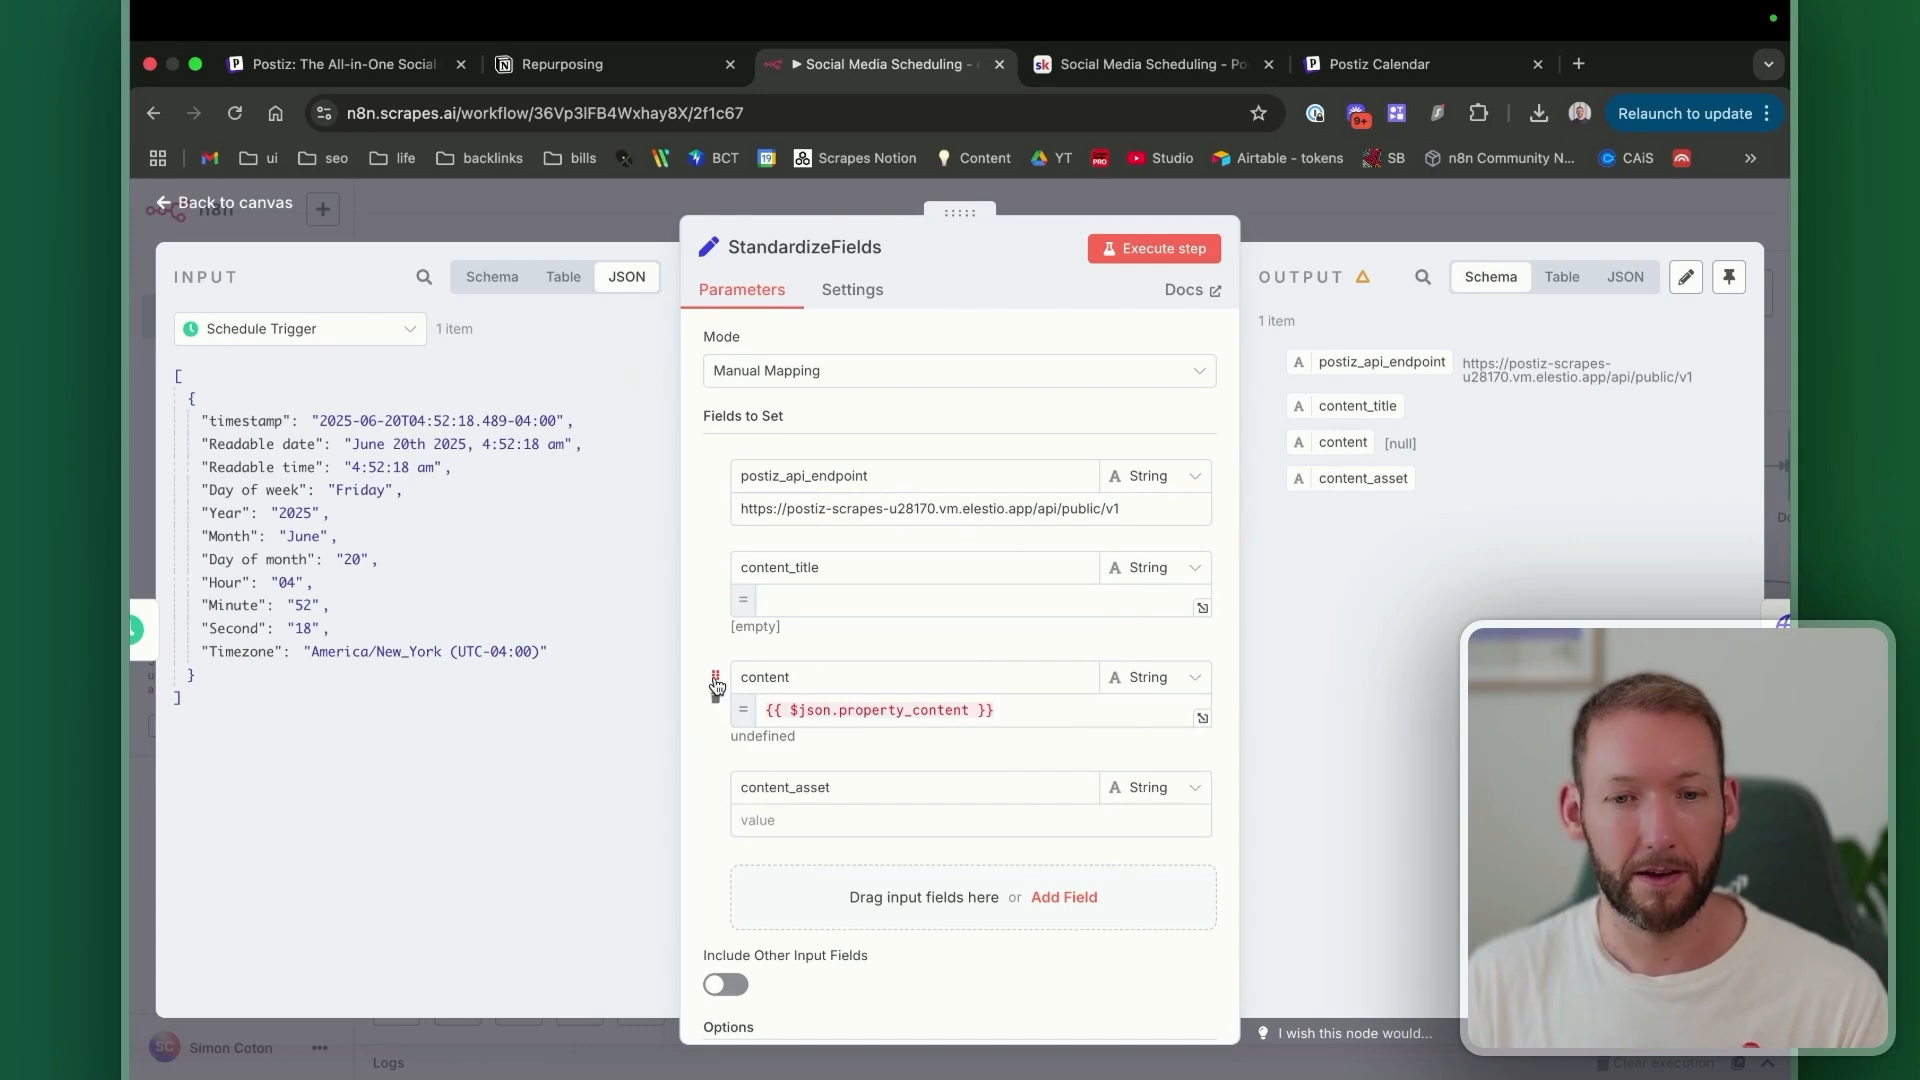 Postiz: The All-in-One Social
Repurposing
Social Media Scheduling -
Social Media Scheduling - Po
Postiz Calendar
n8n.scrapes.ai/workflow/36Vp3lFB4Wxhay8X/2f1c67
9+
Relaunch to update
ui
seo
life
backlinks
bills
BCT
19
Scrapes Notion
Content
YT
PRO
Studio
Airtable - tokens
SB
n8n Community N...
CAiS
Back to canvas
INPUT
Schema
Table
JSON
Schedule Trigger
1 item
[
{
"timestamp": "2025-06-20T04:52:18.489-04:00",
"Readable date": "June 20th 2025, 4:52:18 am",
"Readable time": "4:52:18 am",
"Day of week": "Friday",
"Year": "2025",
"Month": "June",
"Day of month": "20",
"Hour": "04",
"Minute": "52",
"Second": "18",
"Timezone": "America/New_York (UTC-04:00)"
}
]
StandardizeFields
Execute step
Parameters
Settings
Docs
Mode
Manual Mapping
Fields to Set
postiz_api_endpoint
A String
https://postiz-scrapes-u28170.vm.elestio.app/api/public/v1
content_title
A String
=
[empty]
content
A String
= {{ $json.property_content }}
undefined
content_asset
A String
value
Drag input fields here or Add Field
Include Other Input Fields
Options
OUTPUT
Schema
Table
JSON
1 item
A postiz_api_endpoint
https://postiz-scrapes-
u28170.vm.elestio.app/api/public/v1
A content_title
A content [null]
A content_asset
I wish this node would...
SC
Simon Coton
Logs
Clear execution